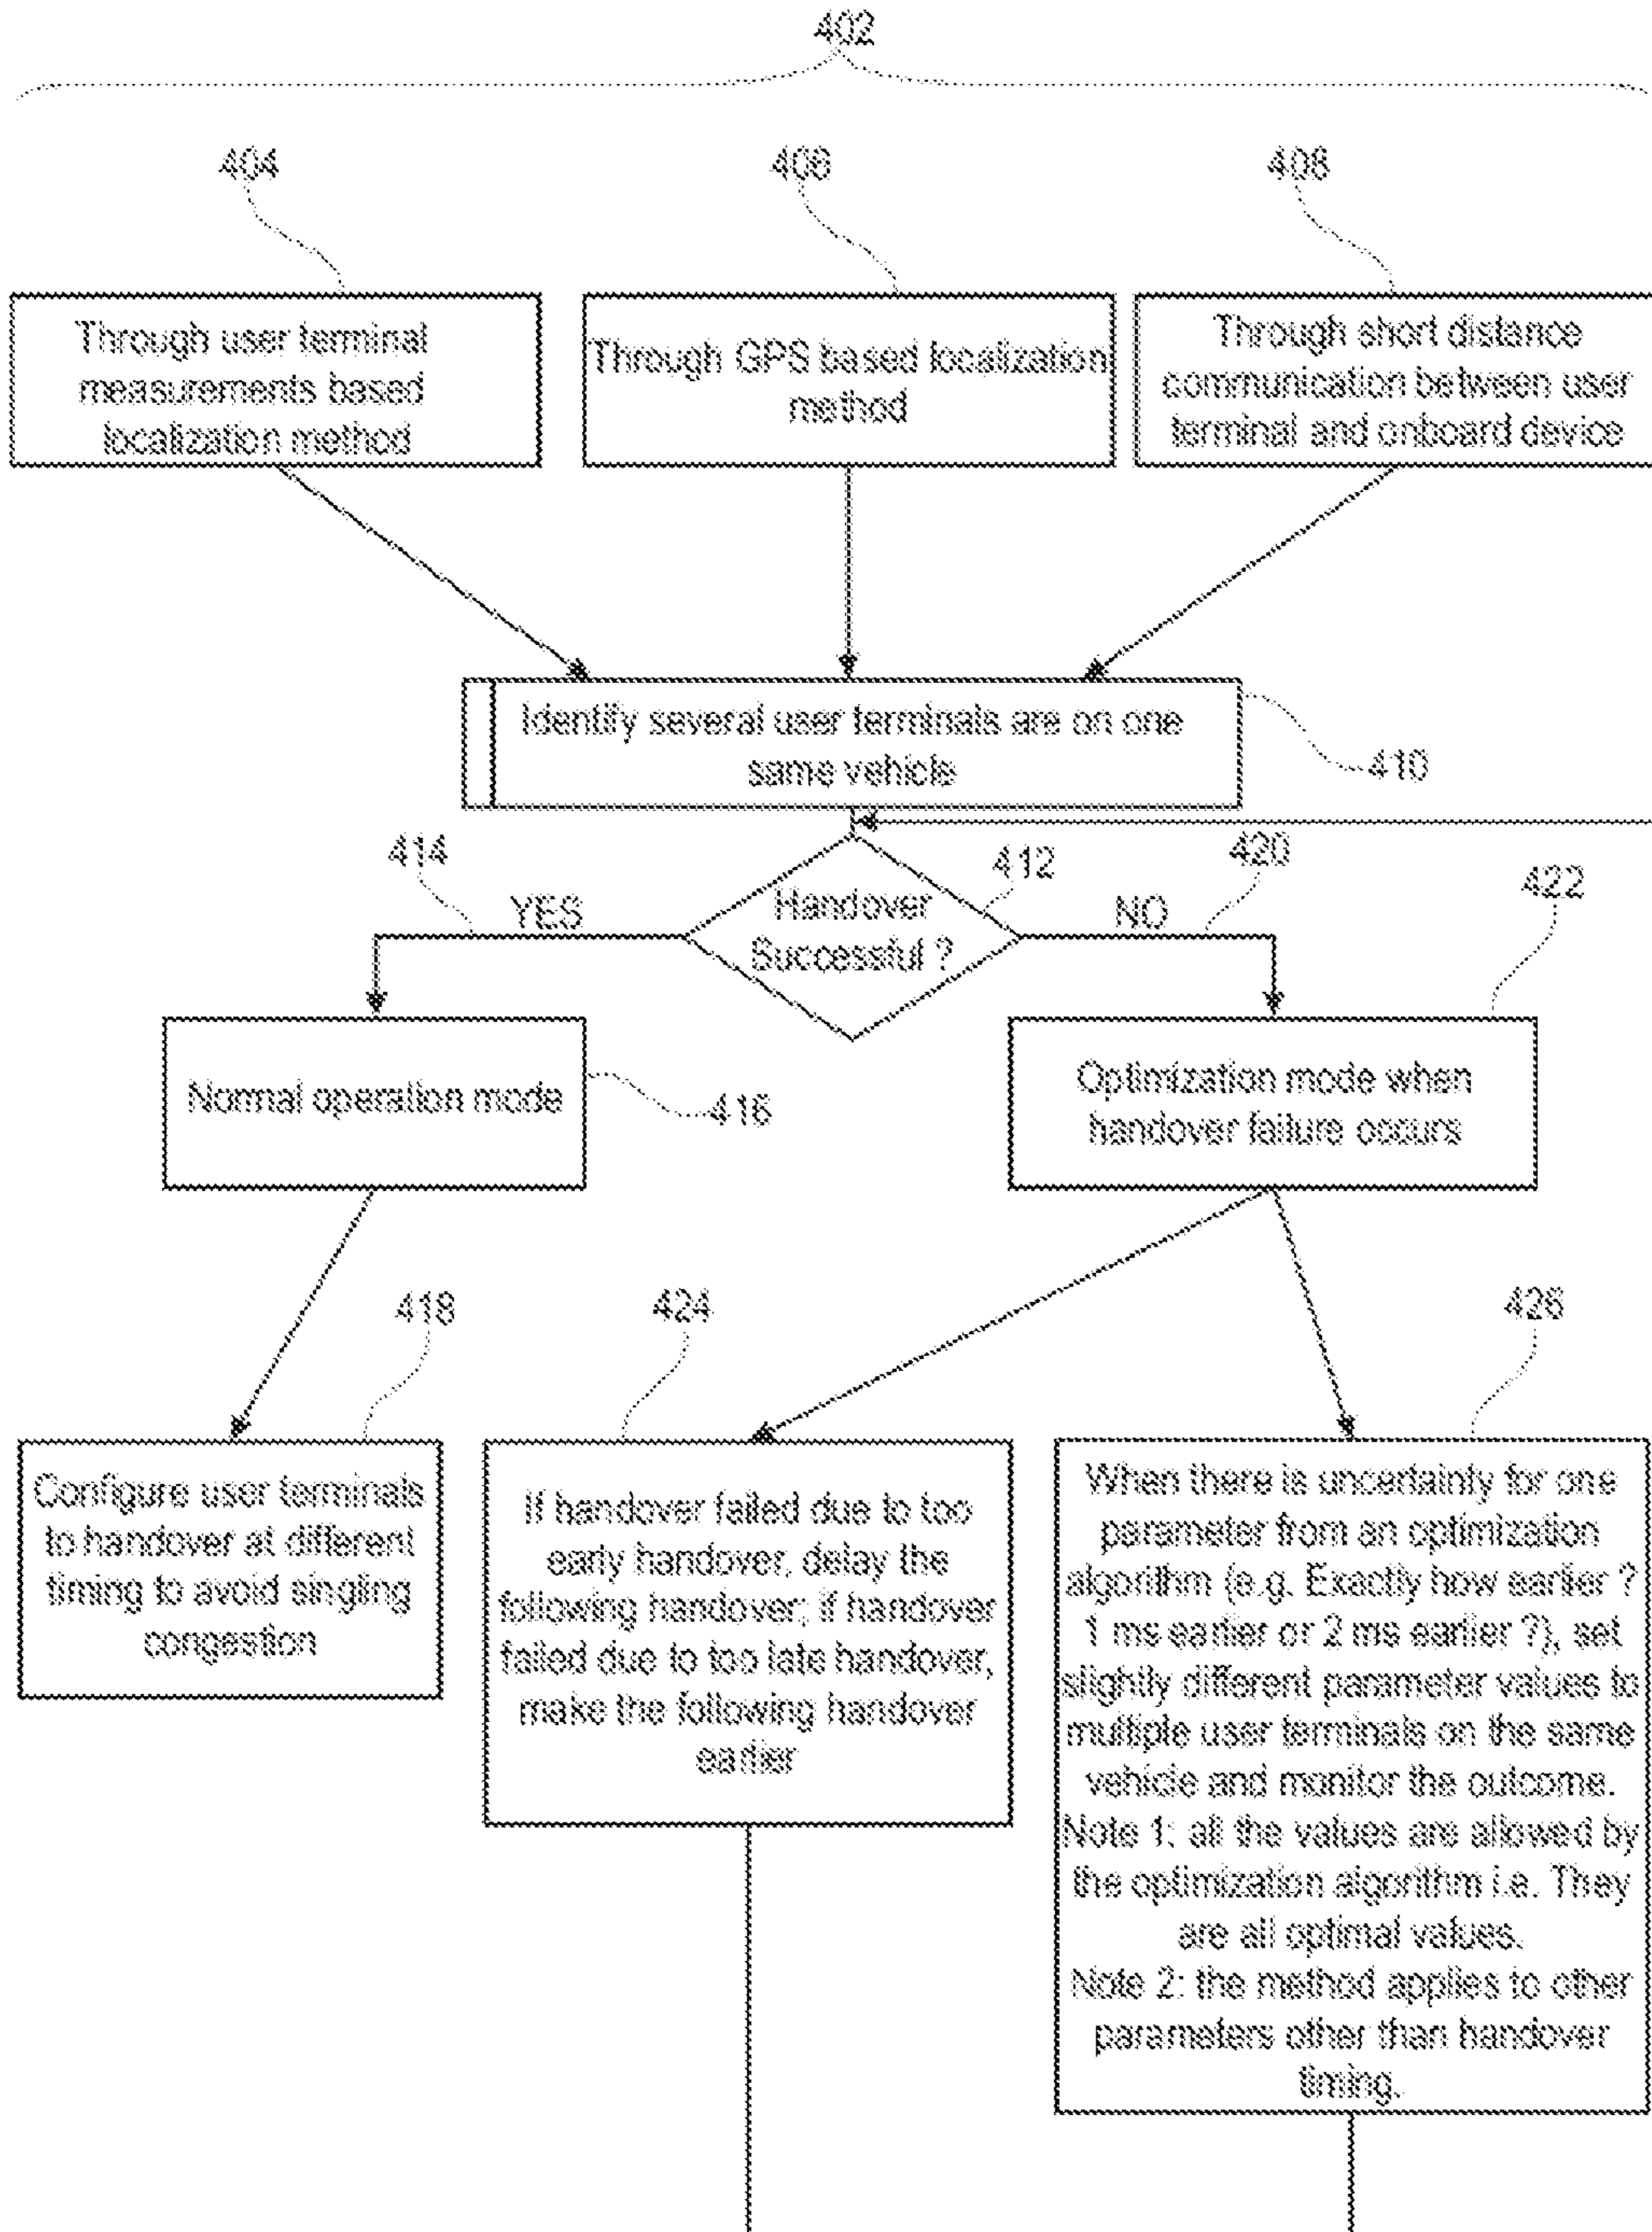 402
404
406
408
Through user terminal
measurements based
localization method
Through GPS based localization
method
Through short distance
communication between user
terminal and onboard device
Identify several user terminals are on one
same vehicle
410
414
412
420
422
YES
Handover
Successful ?
NO
Normal operation mode
416
Optimization mode when
handover failure occurs
418
424
426
Configure user terminals
to handover at different
timing to avoid singling
congestion
If handover failed due to too
early handover, delay the
following handover; if handover
failed due to too late handover,
make the following handover
earlier
When there is uncertainly for one
parameter from an optimization
algorithm (e.g. Exactly how earlier ?
1 ms earlier or 2 ms earlier ?), set
slightly different parameter values to
multiple user terminals on the same
vehicle and monitor the outcome.
Note 1: all the values are allowed by
the optimization algorithm i.e. They
are all optimal values.
Note 2: the method applies to other
parameters other than handover
timing.